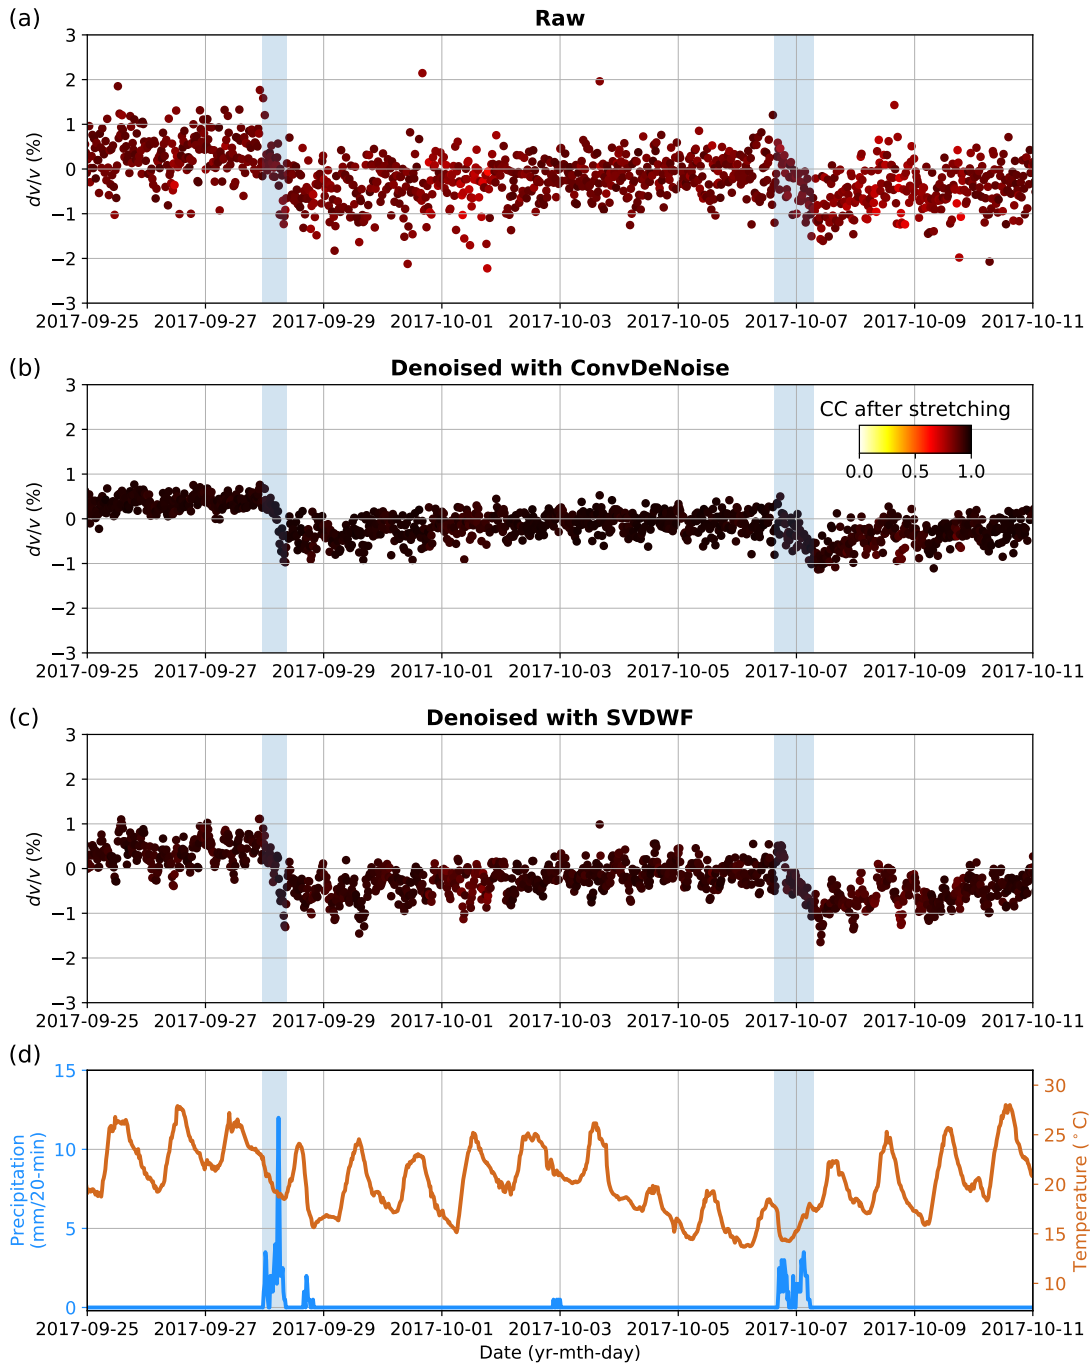 (a)
Raw
3
2
1
0
−1
−2
−3
dv/v (%)
2017-09-25 2017-09-27 2017-09-29 2017-10-01 2017-10-03 2017-10-05 2017-10-07 2017-10-09 2017-10-11
(b)
Denoised with ConvDeNoise
3
2
1
0
−1
−2
−3
dv/v (%)
CC after stretching
0.0 0.5 1.0
2017-09-25 2017-09-27 2017-09-29 2017-10-01 2017-10-03 2017-10-05 2017-10-07 2017-10-09 2017-10-11
(c)
Denoised with SVDWF
3
2
1
0
−1
−2
−3
dv/v (%)
2017-09-25 2017-09-27 2017-09-29 2017-10-01 2017-10-03 2017-10-05 2017-10-07 2017-10-09 2017-10-11
(d)
15
10
5
0
Precipitation
(mm/20-min)
30
25
20
15
10
Temperature (°C)
2017-09-25 2017-09-27 2017-09-29 2017-10-01 2017-10-03 2017-10-05 2017-10-07 2017-10-09 2017-10-11
Date (yr-mth-day)